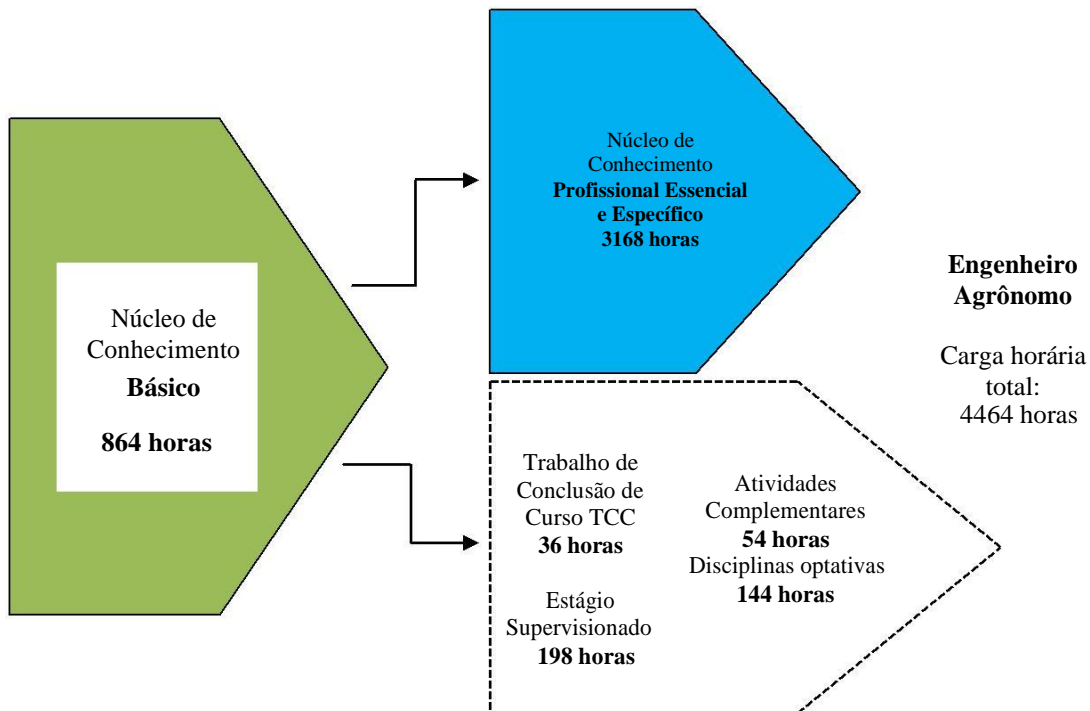 Núcleo de
Conhecimento
Básico
864 horas
Núcleo de
Conhecimento
Profissional Essencial
e Específico
3168 horas
Trabalho de
Conclusão de
Curso TCC
36 horas
Estágio
Supervisionado
198 horas
Atividades
Complementares
54 horas
Disciplinas optativas
144 horas
Engenheiro
Agrônomo
Carga horária
total:
4464 horas